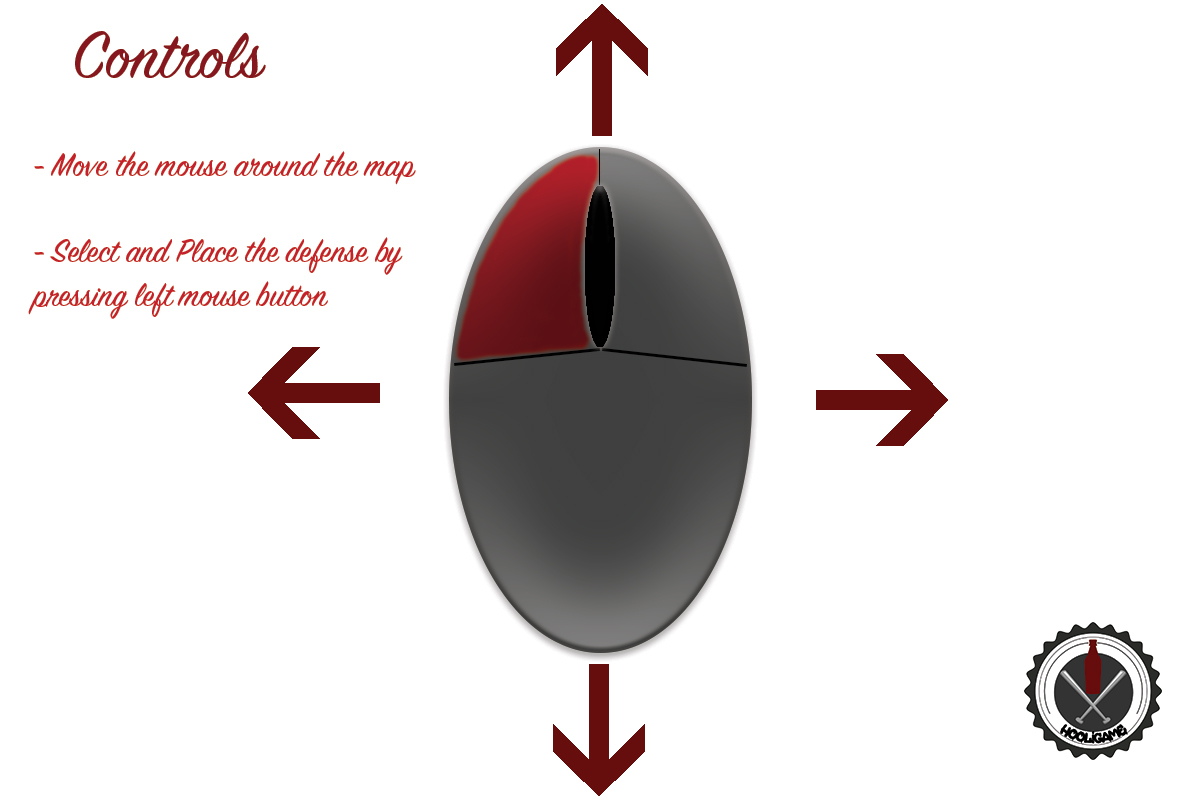 Controls
- Move the mouse around the map
- Select and Place the defense by
pressing left mouse button
HOOLIGAME